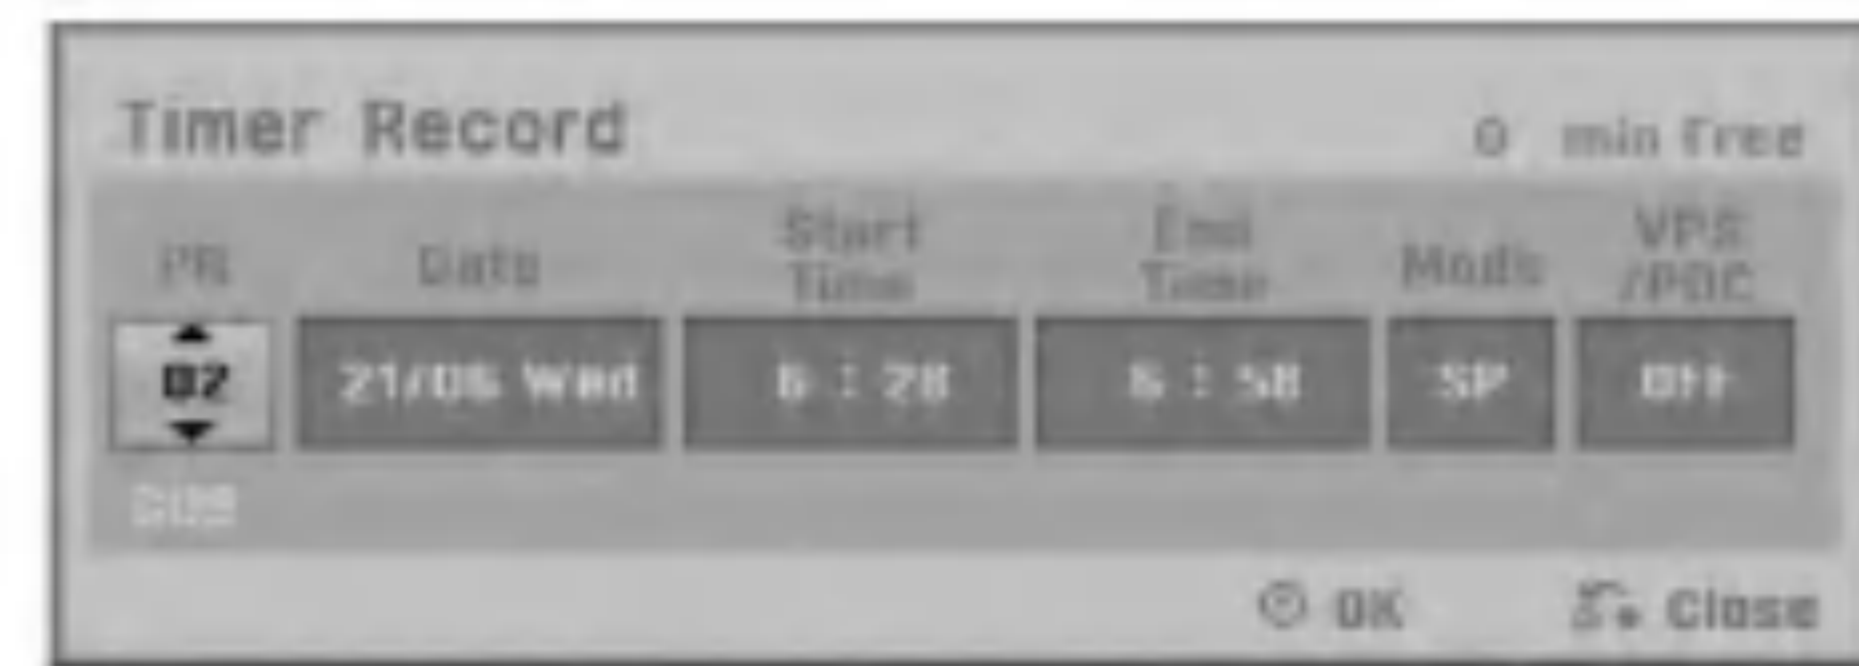 Timer Record
0 min free
PR Date Start Time End Time Mode VPS /PDC
02 21/06 Wed 6 : 28 6 : 58 SP Off
OK Close